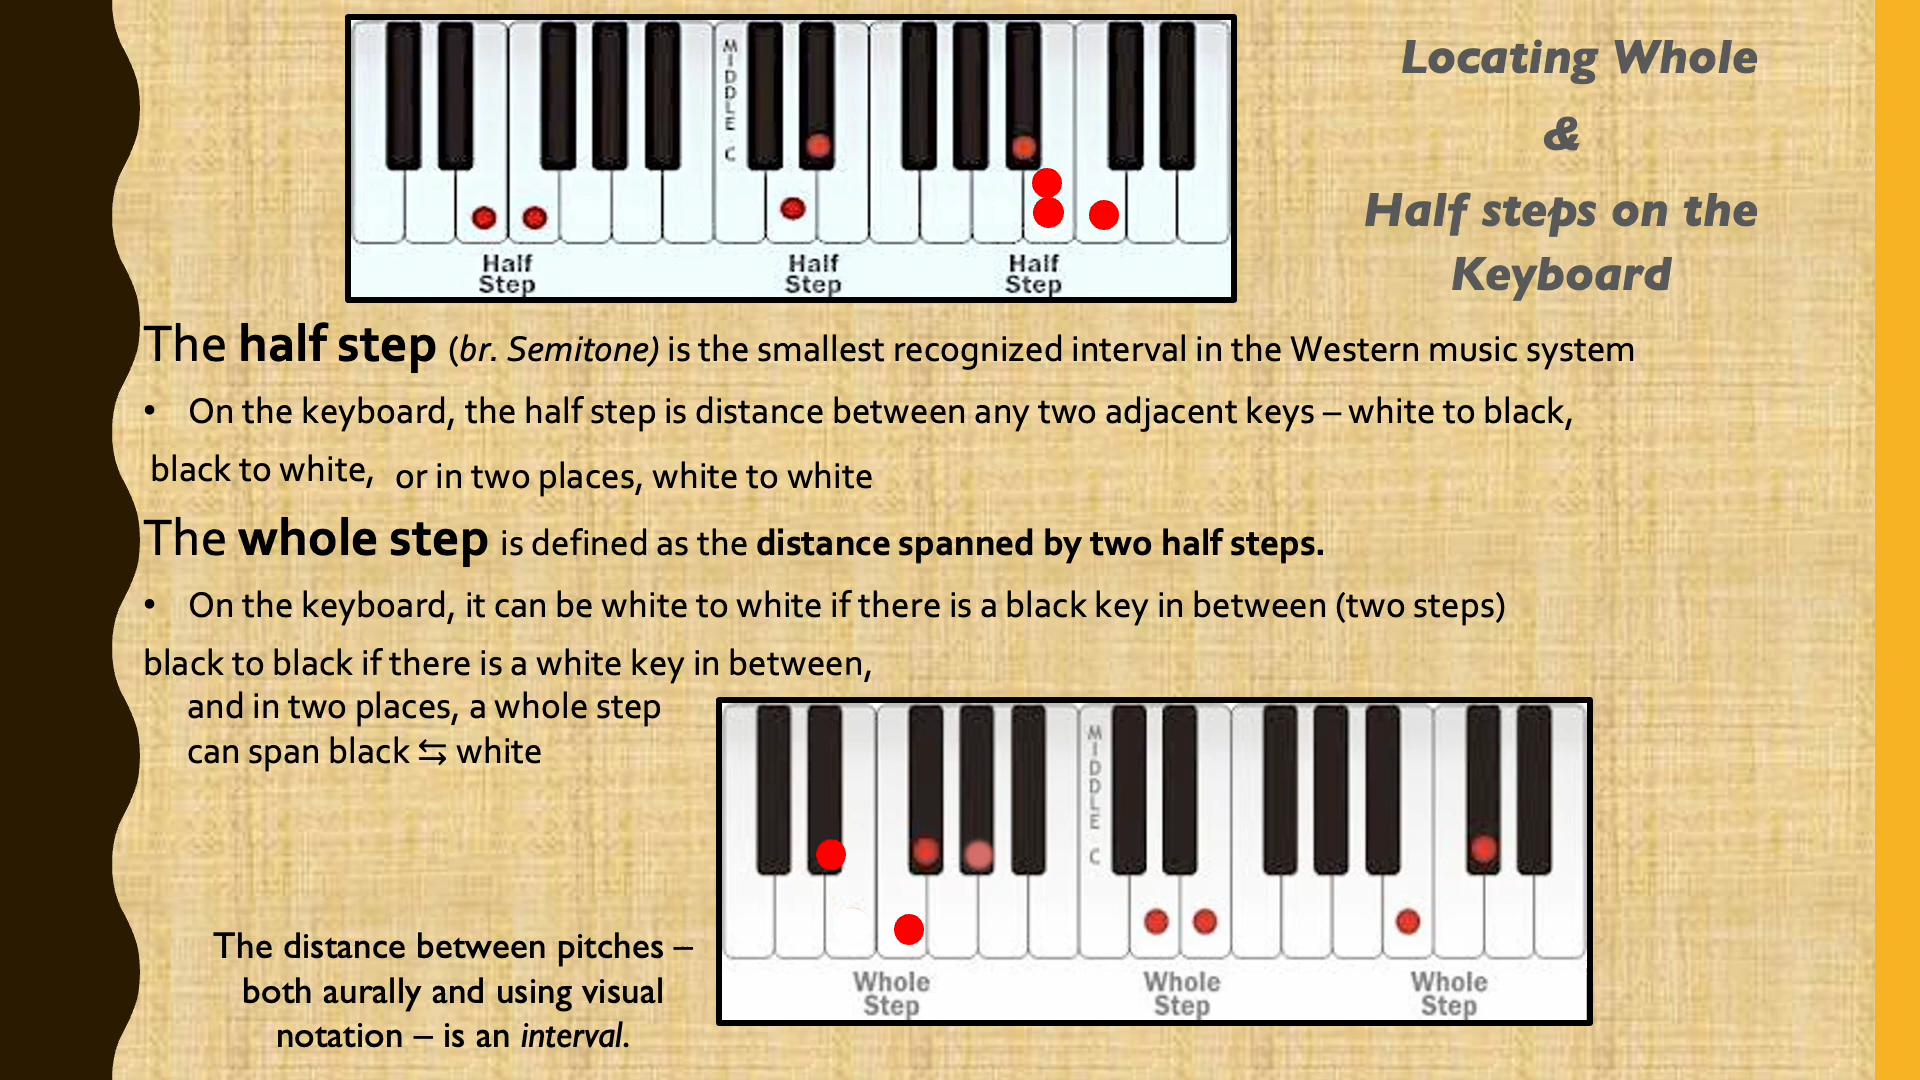 Locating Whole
&
Half steps on the
Keyboard
MIDDLE C
Half
Step
Half
Step
Half
Step
The half step (br. Semitone) is the smallest recognized interval in the Western music system
• On the keyboard, the half step is distance between any two adjacent keys – white to black,
black to white, or in two places, white to white
The whole step is defined as the distance spanned by two half steps.
• On the keyboard, it can be white to white if there is a black key in between (two steps)
black to black if there is a white key in between,
and in two places, a whole step
can span black ⇆ white
MIDDLE C
Whole
Step
Whole
Step
Whole
Step
The distance between pitches –
both aurally and using visual
notation – is an interval.